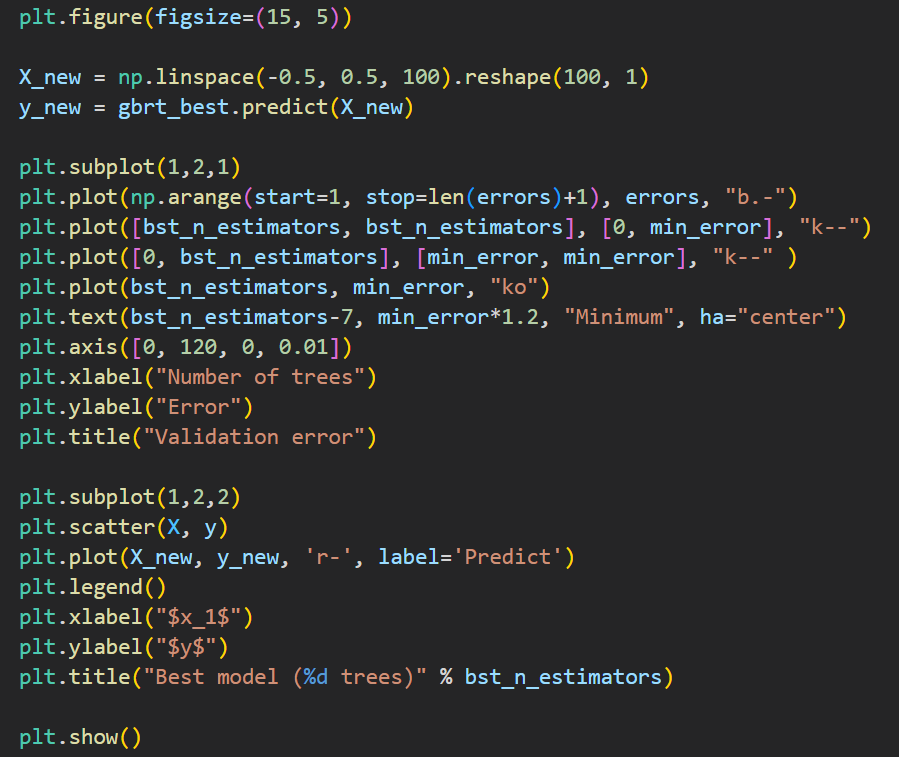 plt.figure(figsize=(15, 5))
X_new = np.linspace(-0.5, 0.5, 100).reshape(100, 1)
y_new = gbrt_best.predict(X_new)
plt.subplot(1,2,1)
plt.plot(np.arange(start=1, stop=len(errors)+1), errors, "b.-")
plt.plot([bst_n_estimators, bst_n_estimators], [0, min_error], "k--")
plt.plot([0, bst_n_estimators], [min_error, min_error], "k--" )
plt.plot(bst_n_estimators, min_error, "ko")
plt.text(bst_n_estimators-7, min_error*1.2, "Minimum", ha="center")
plt.axis([0, 120, 0, 0.01])
plt.xlabel("Number of trees")
plt.ylabel("Error")
plt.title("Validation error")
plt.subplot(1,2,2)
plt.scatter(X, y)
plt.plot(X_new, y_new, 'r-', label='Predict')
plt.legend()
plt.xlabel("$x_1$")
plt.ylabel("$y$")
plt.title("Best model (%d trees)" % bst_n_estimators)
plt.show()